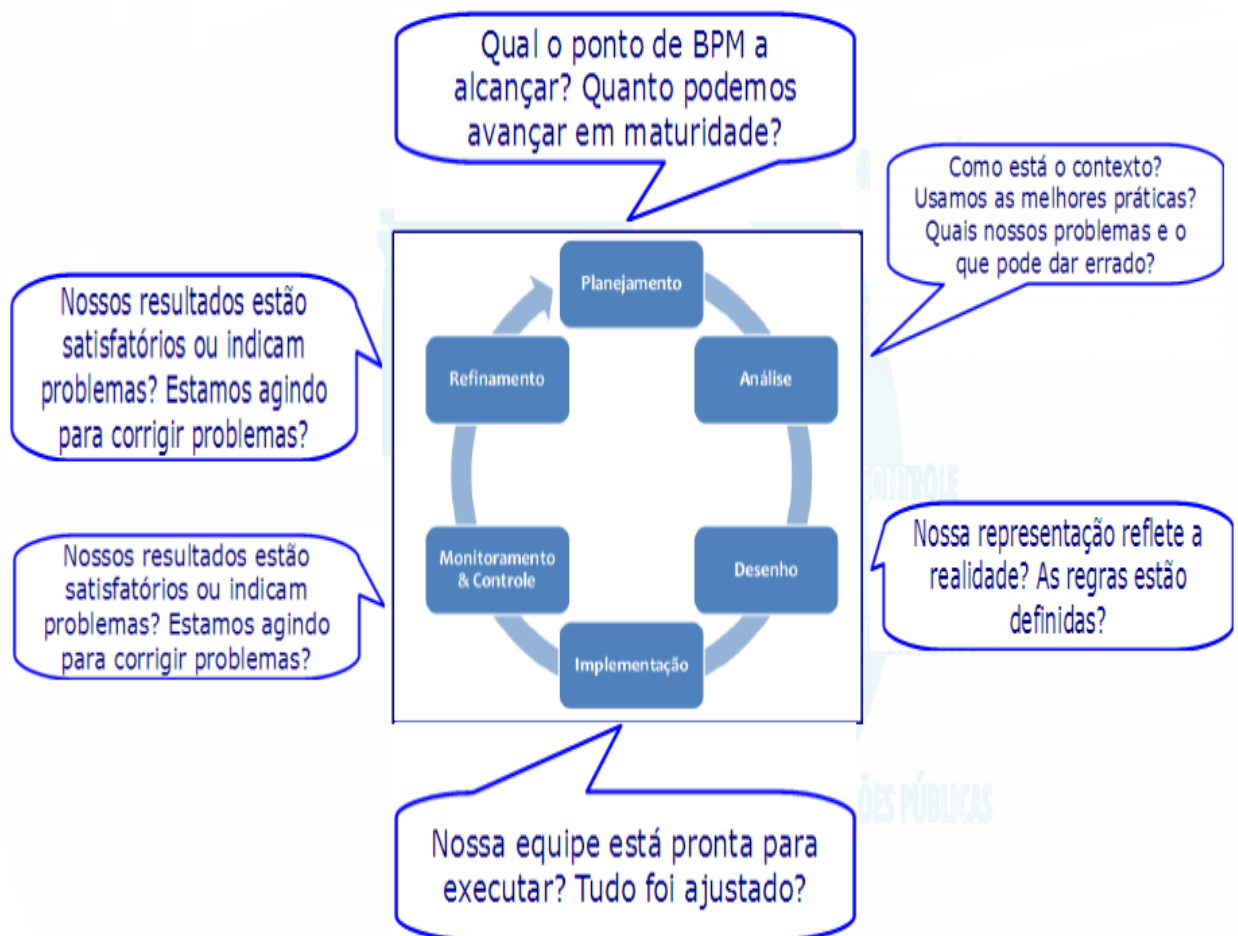 Qual o ponto de BPM a
alcançar? Quanto podemos
avançar em maturidade?
Como está o contexto?
Usamos as melhores práticas?
Quais nossos problemas e o
que pode dar errado?
Planejamento
Nossos resultados estão
satisfatórios ou indicam
problemas? Estamos agindo
para corrigir problemas?
Refinamento
Análise
CONTROLE
Nossa representação reflete a
realidade? As regras estão
definidas?
Nossos resultados estão
satisfatórios ou indicam
problemas? Estamos agindo
para corrigir problemas?
Monitoramento
& Controle
Desenho
Implementação
ÕES PÚBLICAS
Nossa equipe está pronta para
executar? Tudo foi ajustado?